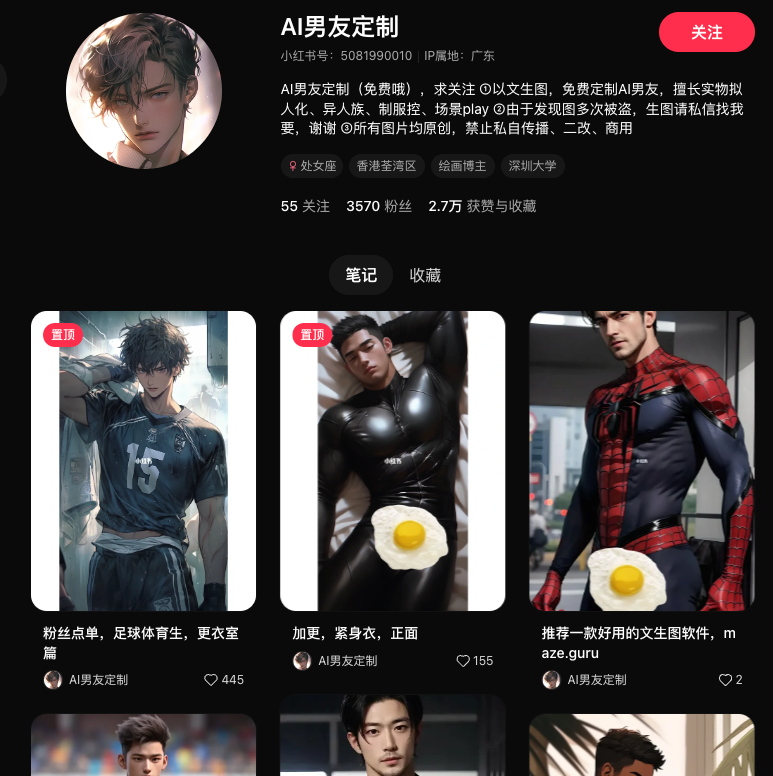 AI男友定制
关注
小红书号：5081990010 IP属地：广东
AI男友定制（免费哦），求关注 ①以文生图，免费定制AI男友，擅长实物拟
人化、异人族、制服控、场景play ②由于发现图多次被盗，生图请私信找我
要，谢谢 ③所有图片均原创，禁止私自传播、二改、商用
处女座 香港荃湾区 绘画博主 深圳大学
55 关注 3570 粉丝 2.7万 获赞与收藏
笔记 收藏
置顶
15
小红书
粉丝点单，足球体育生，更衣室
篇
AI男友定制 445
置顶
小红书
加更，紧身衣，正面
AI男友定制 155
小红书
推荐一款好用的文生图软件，m
aze.guru
AI男友定制 2